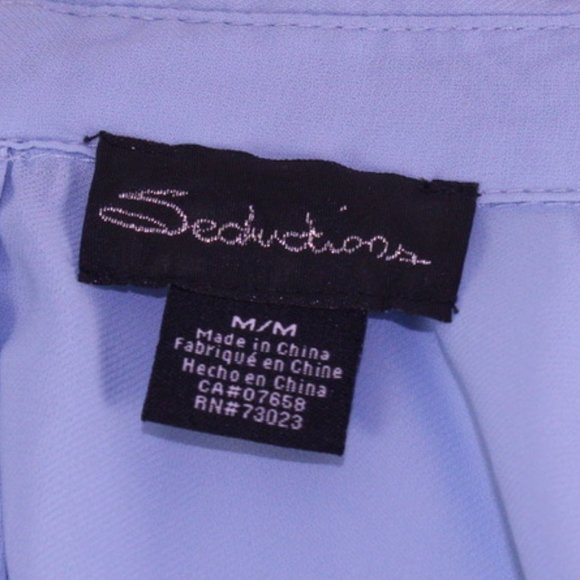 Seductions
M/M
Made in China
Fabriqué en Chine
Hecho en China
CA#07658
RN#73023